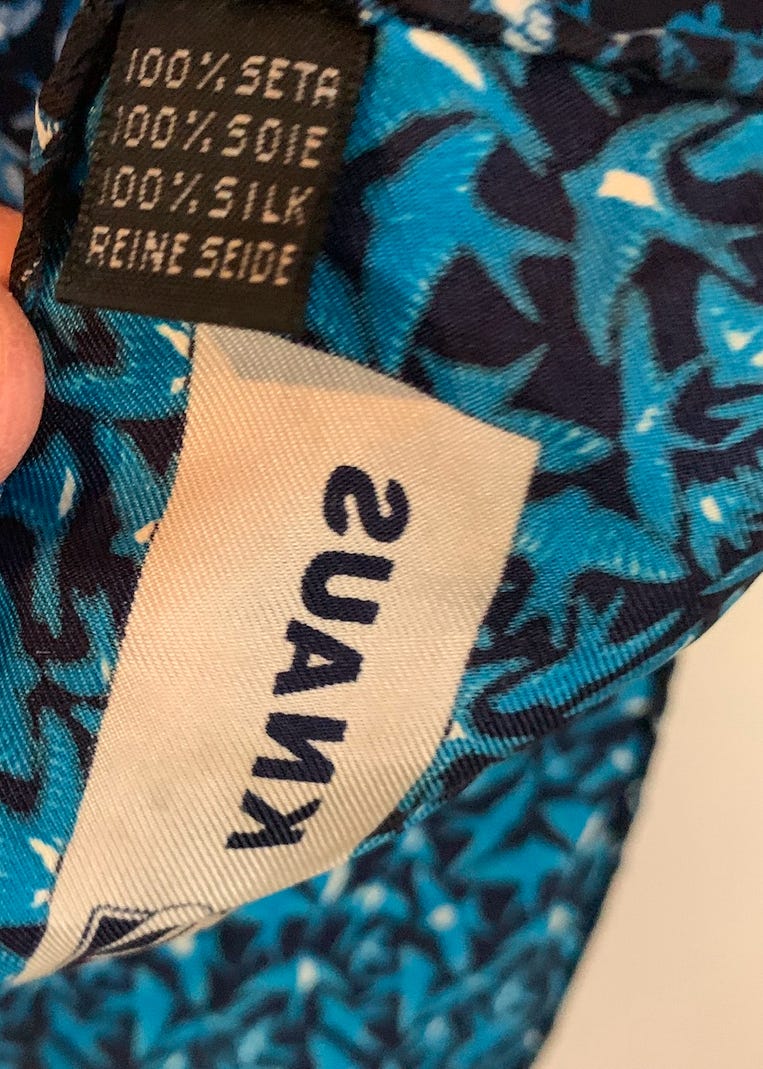 100% SETA
100% SOIE
100% SILK
REINE SEIDE
KNAUS